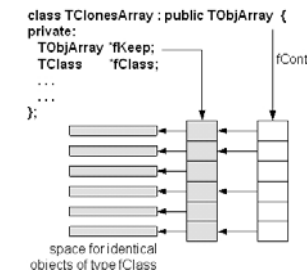 class TClonesArray : public TObjArray {
private:
TObjArray *fKeep;
TClass *fClass;
...
...
};
fCont
space for identical
objects of type fClass